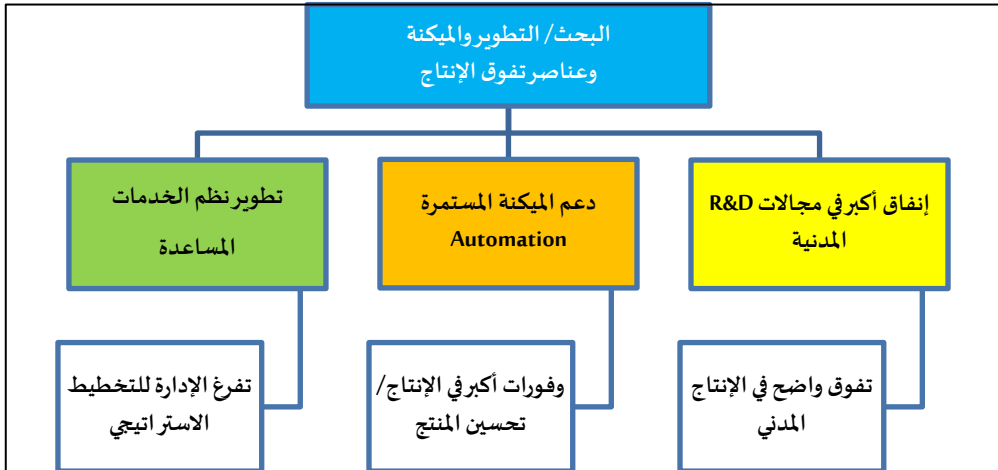 البحث/ التطوير والميكنة
وعناصر تفوق الإنتاج
إنفاق أكبر في مجالات R&D
المدنية
دعم الميكنة المستمرة
Automation
تطوير نظم الخدمات
المساعدة
تفوق واضح في الإنتاج
المدني
وفورات أكبر في الإنتاج/
تحسين المنتج
تفرغ الإدارة للتخطيط
الاستراتيجي